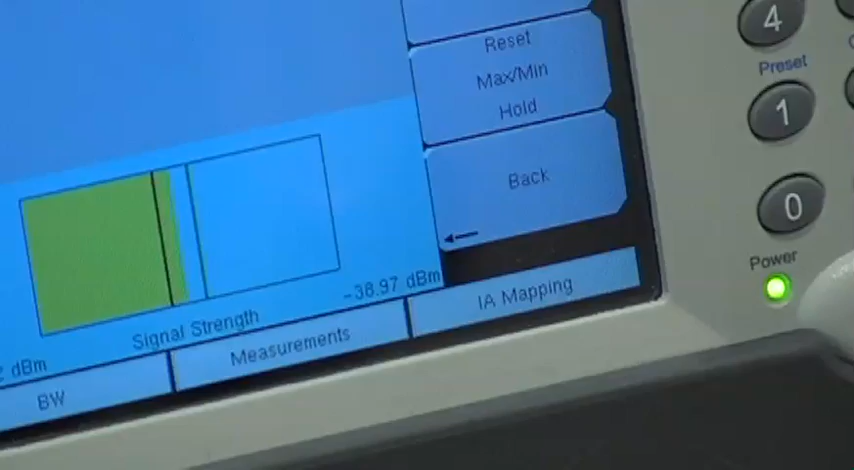 4
Reset
Preset
Max/Min
Hold
1
Back
0
Power
-38.97 dBm
IA Mapping
Signal Strength
Measurements
2 dBm
BW